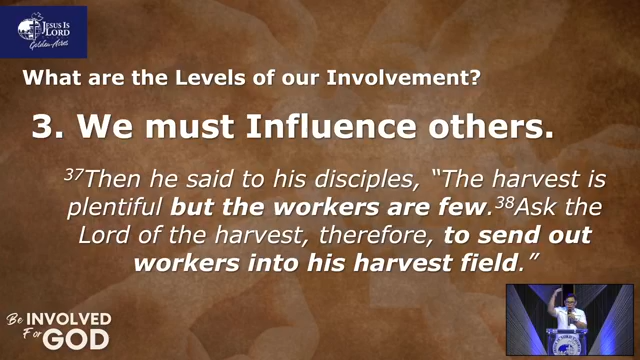 JESUS IS
LORD
Golden Acres
What are the Levels of our Involvement?
3. We must Influence others.
37Then he said to his disciples, “The harvest is
plentiful but the workers are few.38Ask the
Lord of the harvest, therefore, to send out
workers into his harvest field.”
Be INVOLVED
For GOD